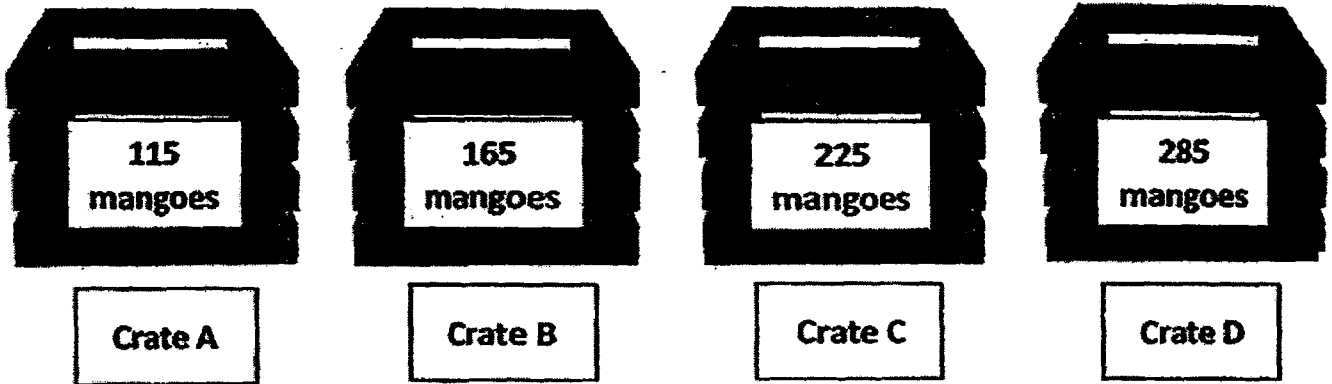 115
mangoes
165
mangoes
225
mangoes
285
mangoes
Crate A
Crate B
Crate C
Crate D